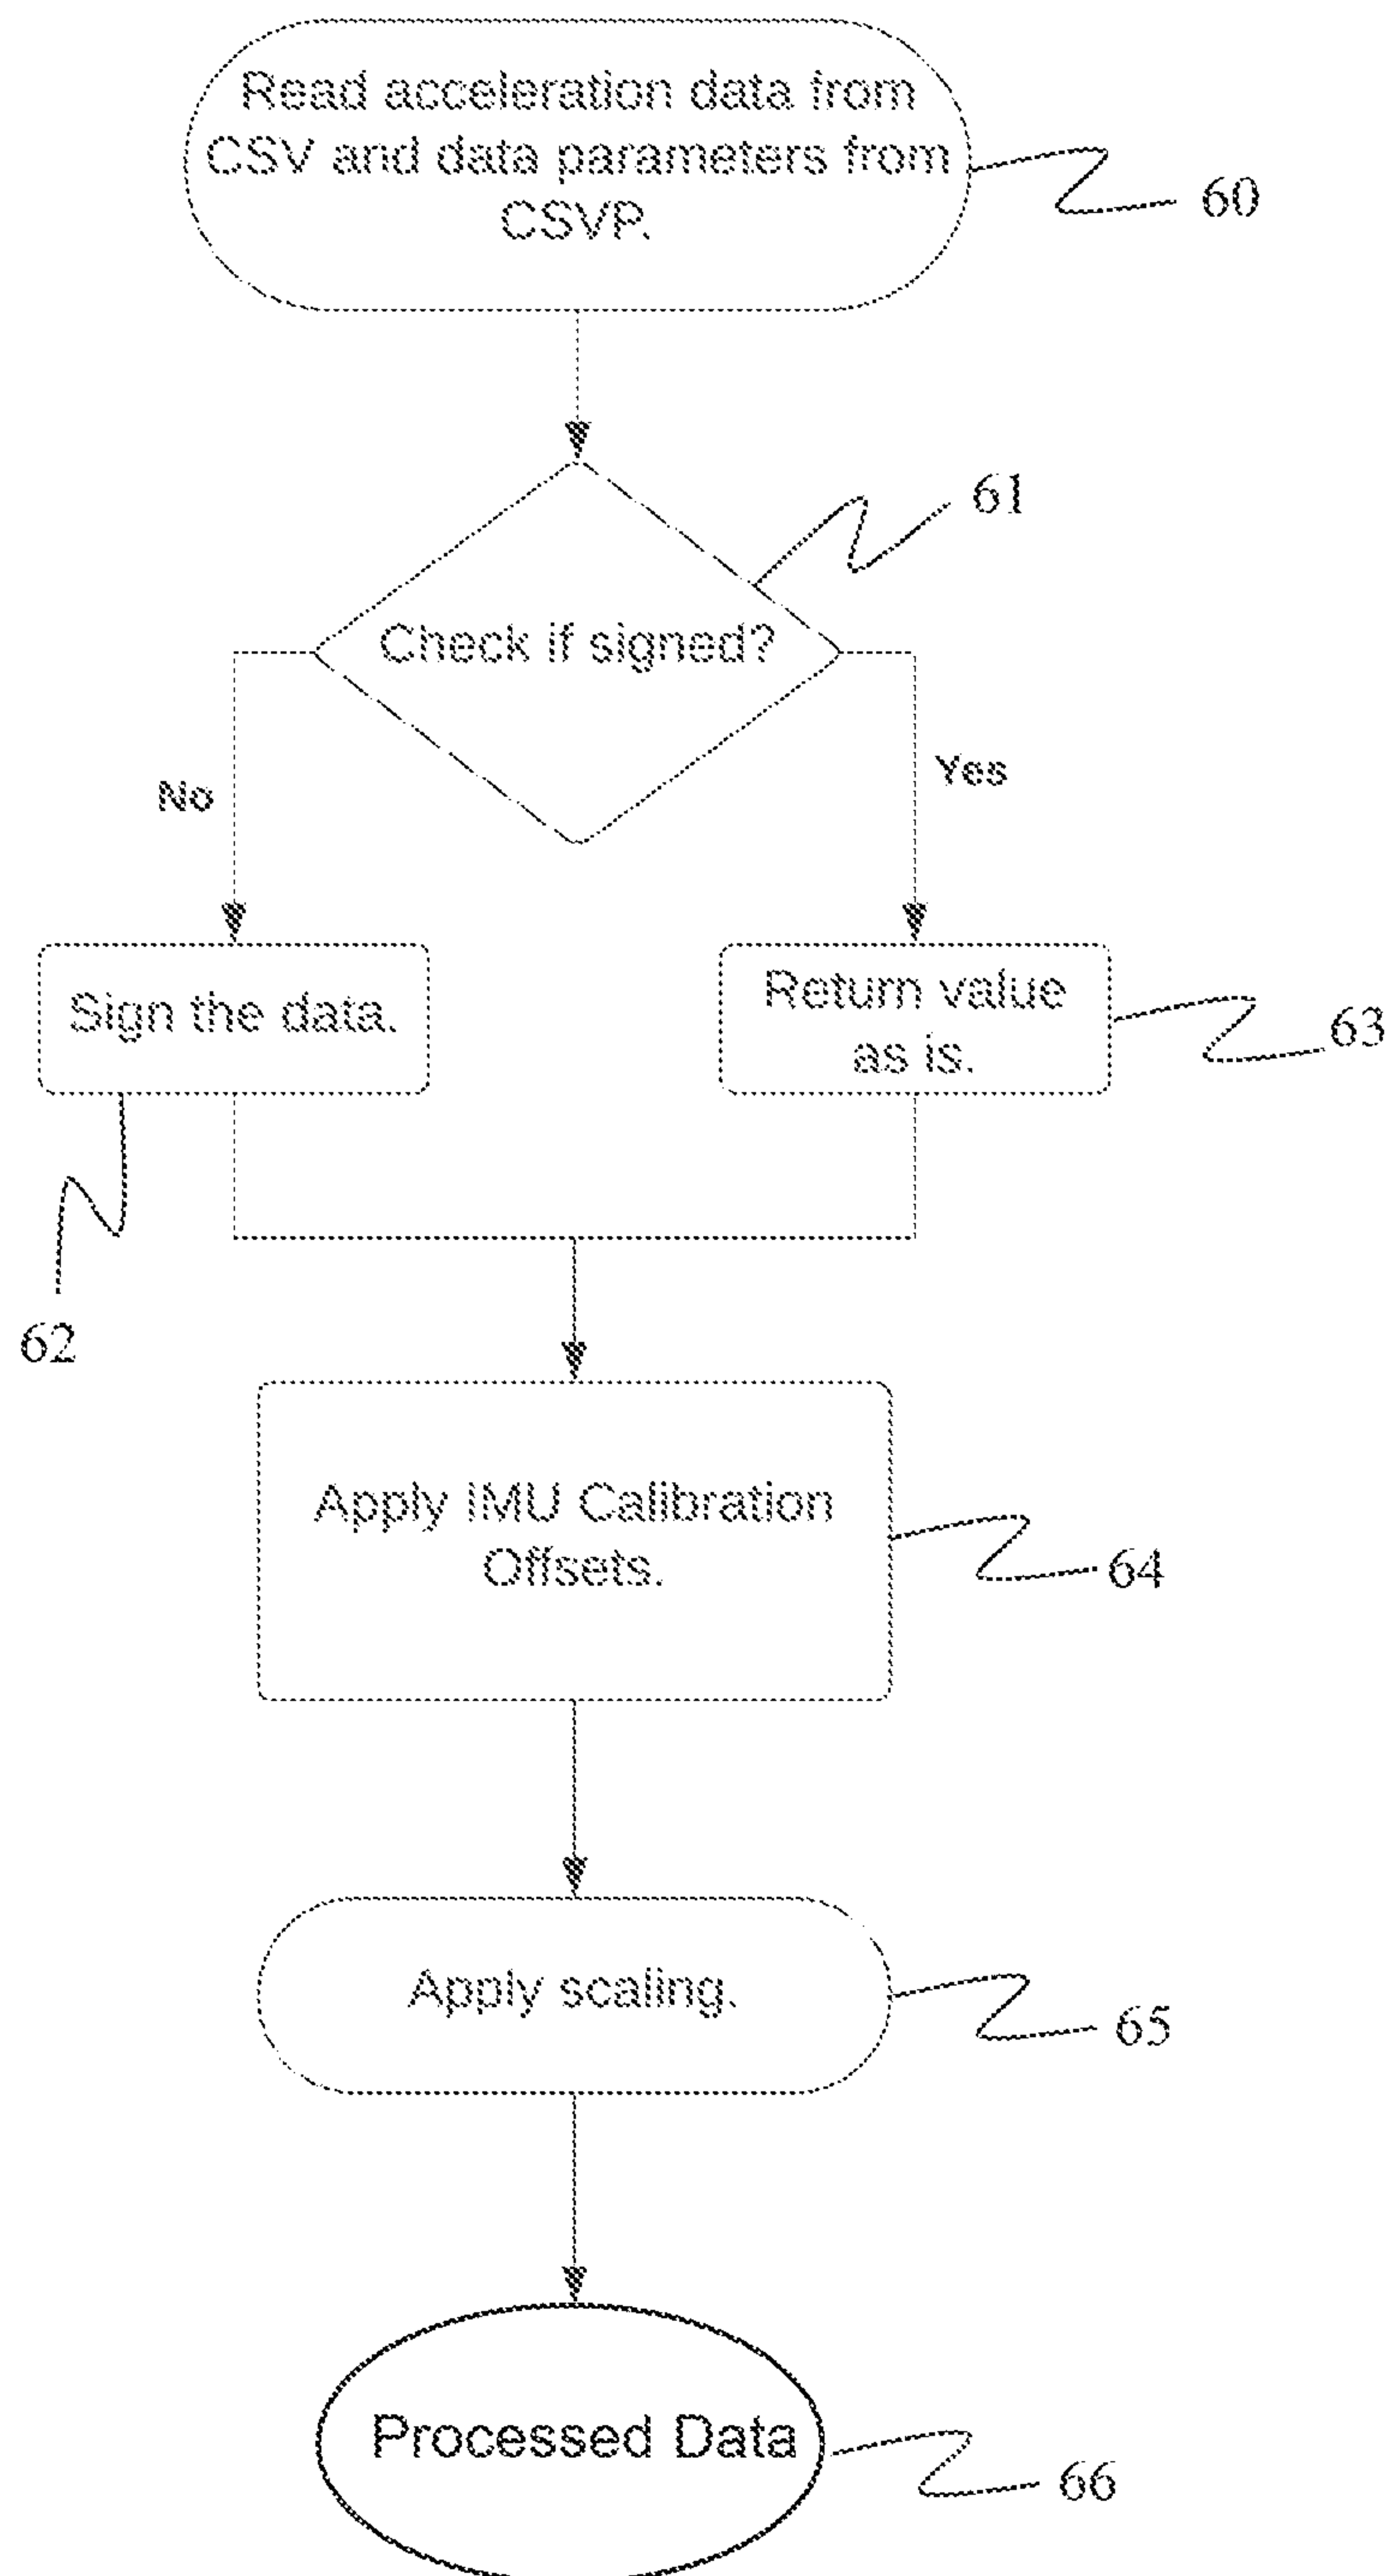 Read acceleration data from
CSV and data parameters from
CSVP.
60
61
Check if signed?
No
Yes
Sign the data.
Return value
as is.
63
62
Apply IMU Calibration
Offsets.
64
Apply scaling.
65
Processed Data
66